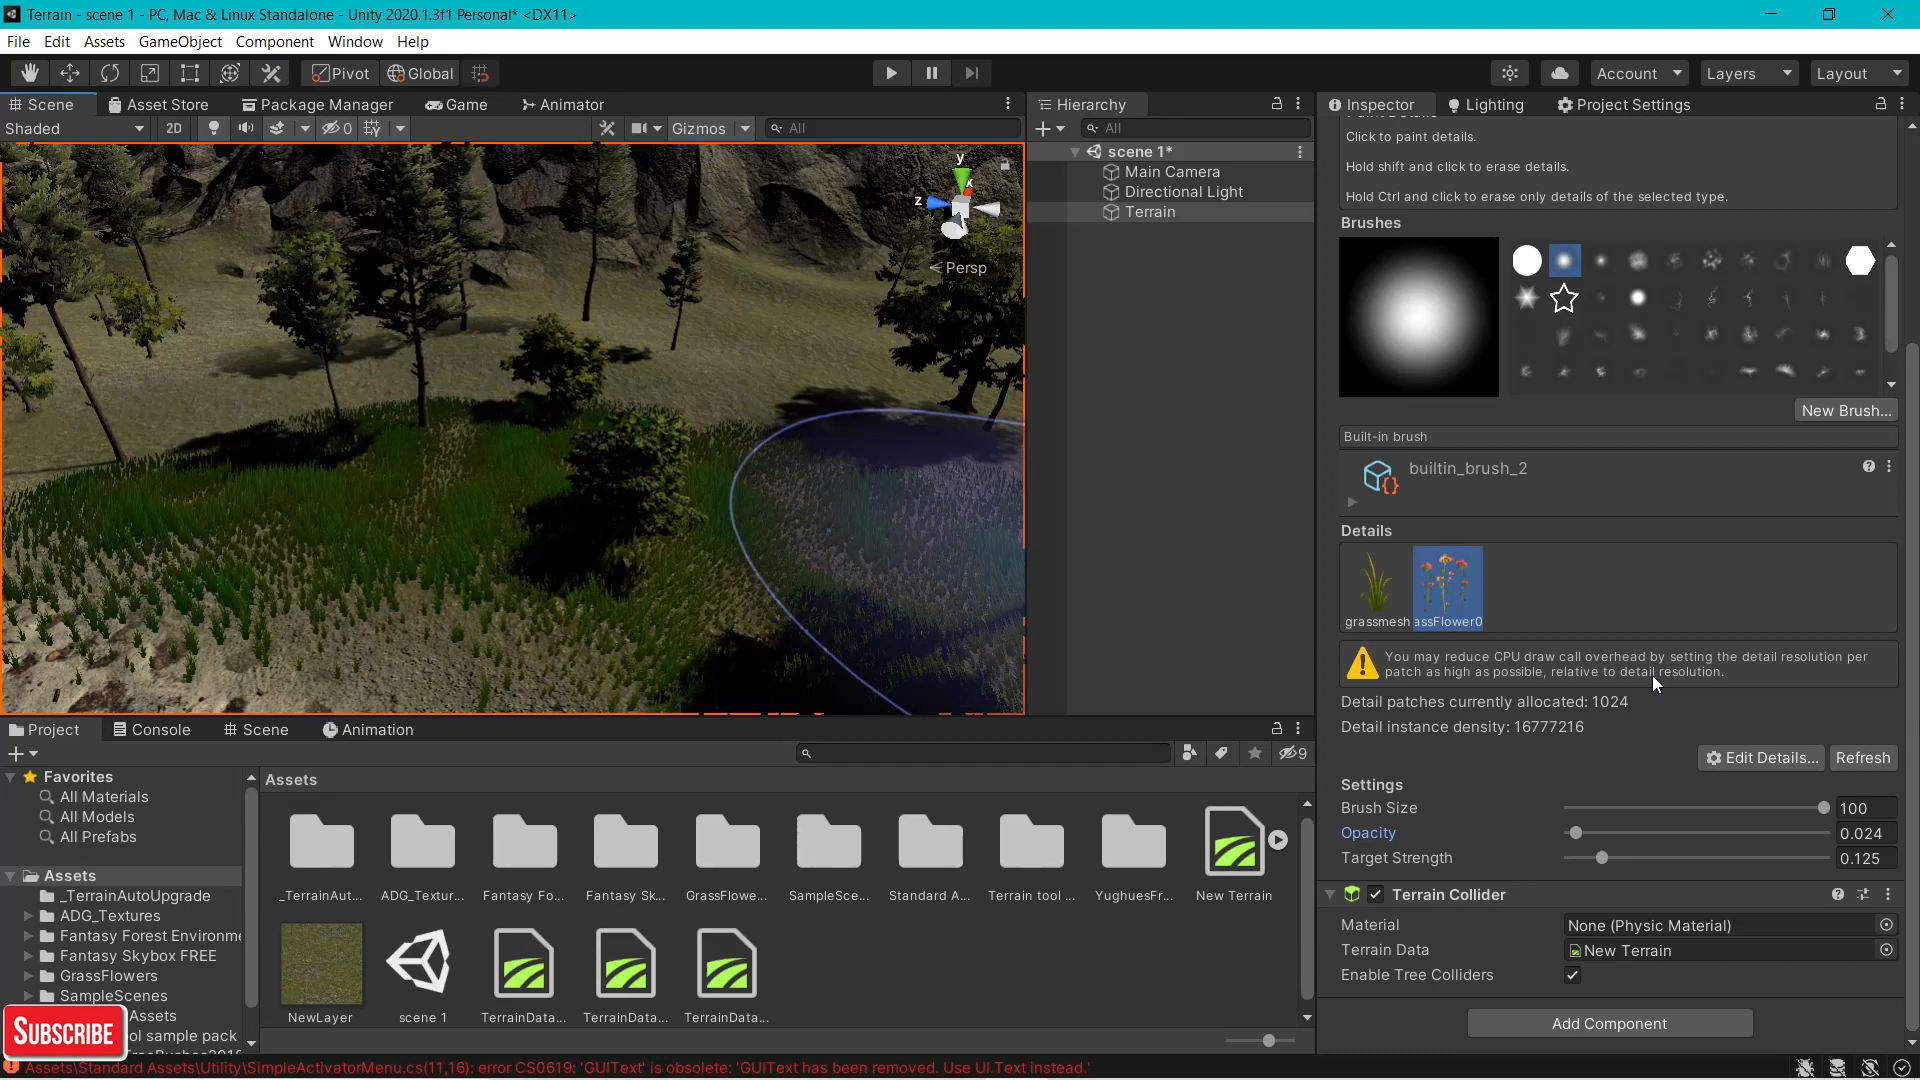 Terrain - scene 1 - PC, Mac & Linux Standalone - Unity 2020.1.3f1 Personal* <DX11>
File Edit Assets GameObject Component Window Help
Pivot Global Account Layers Layout
Scene Asset Store Package Manager Game Animator
Shaded 2D 0 Gizmos All
y
x
z
Persp
Hierarchy
All
scene 1*
Main Camera
Directional Light
Terrain
Inspector Lighting Project Settings
Click to paint details.
Hold shift and click to erase details.
Hold Ctrl and click to erase only details of the selected type.
Brushes
New Brush...
Built-in brush
builtin_brush_2
Details
grassmesh assFlower0
You may reduce CPU draw call overhead by setting the detail resolution per
patch as high as possible, relative to detail resolution.
Detail patches currently allocated: 1024
Detail instance density: 16777216
Edit Details... Refresh
Settings
Brush Size 100
Opacity 0.024
Target Strength 0.125
Terrain Collider
Material None (Physic Material)
Terrain Data New Terrain
Enable Tree Colliders
Add Component
Project Console Scene Animation
9
Favorites
All Materials
All Models
All Prefabs
Assets
_TerrainAutoUpgrade
ADG_Textures
Fantasy Forest Environme
Fantasy Skybox FREE
GrassFlowers
SampleScenes
Assets
ol sample pack
Assets
_TerrainAut... ADG_Textur... Fantasy Fo... Fantasy Sk... GrassFlowe... SampleSce... Standard A... Terrain tool ... YughuesFr... New Terrain
NewLayer scene 1 TerrainData... TerrainData... TerrainData...
SUBSCRIBE
Assets\Standard Assets\Utility\SimpleActivatorMenu.cs(11,16): error CS0619: 'GUIText' is obsolete: 'GUIText has been removed. Use UI.Text instead.'